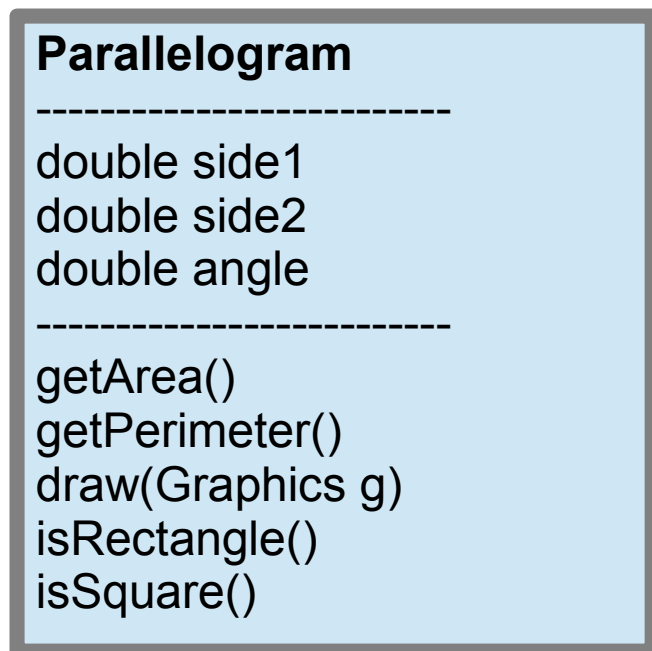 Parallelogram
--------------------------
double side1
double side2
double angle
--------------------------
getArea()
getPerimeter()
draw(Graphics g)
isRectangle()
isSquare()